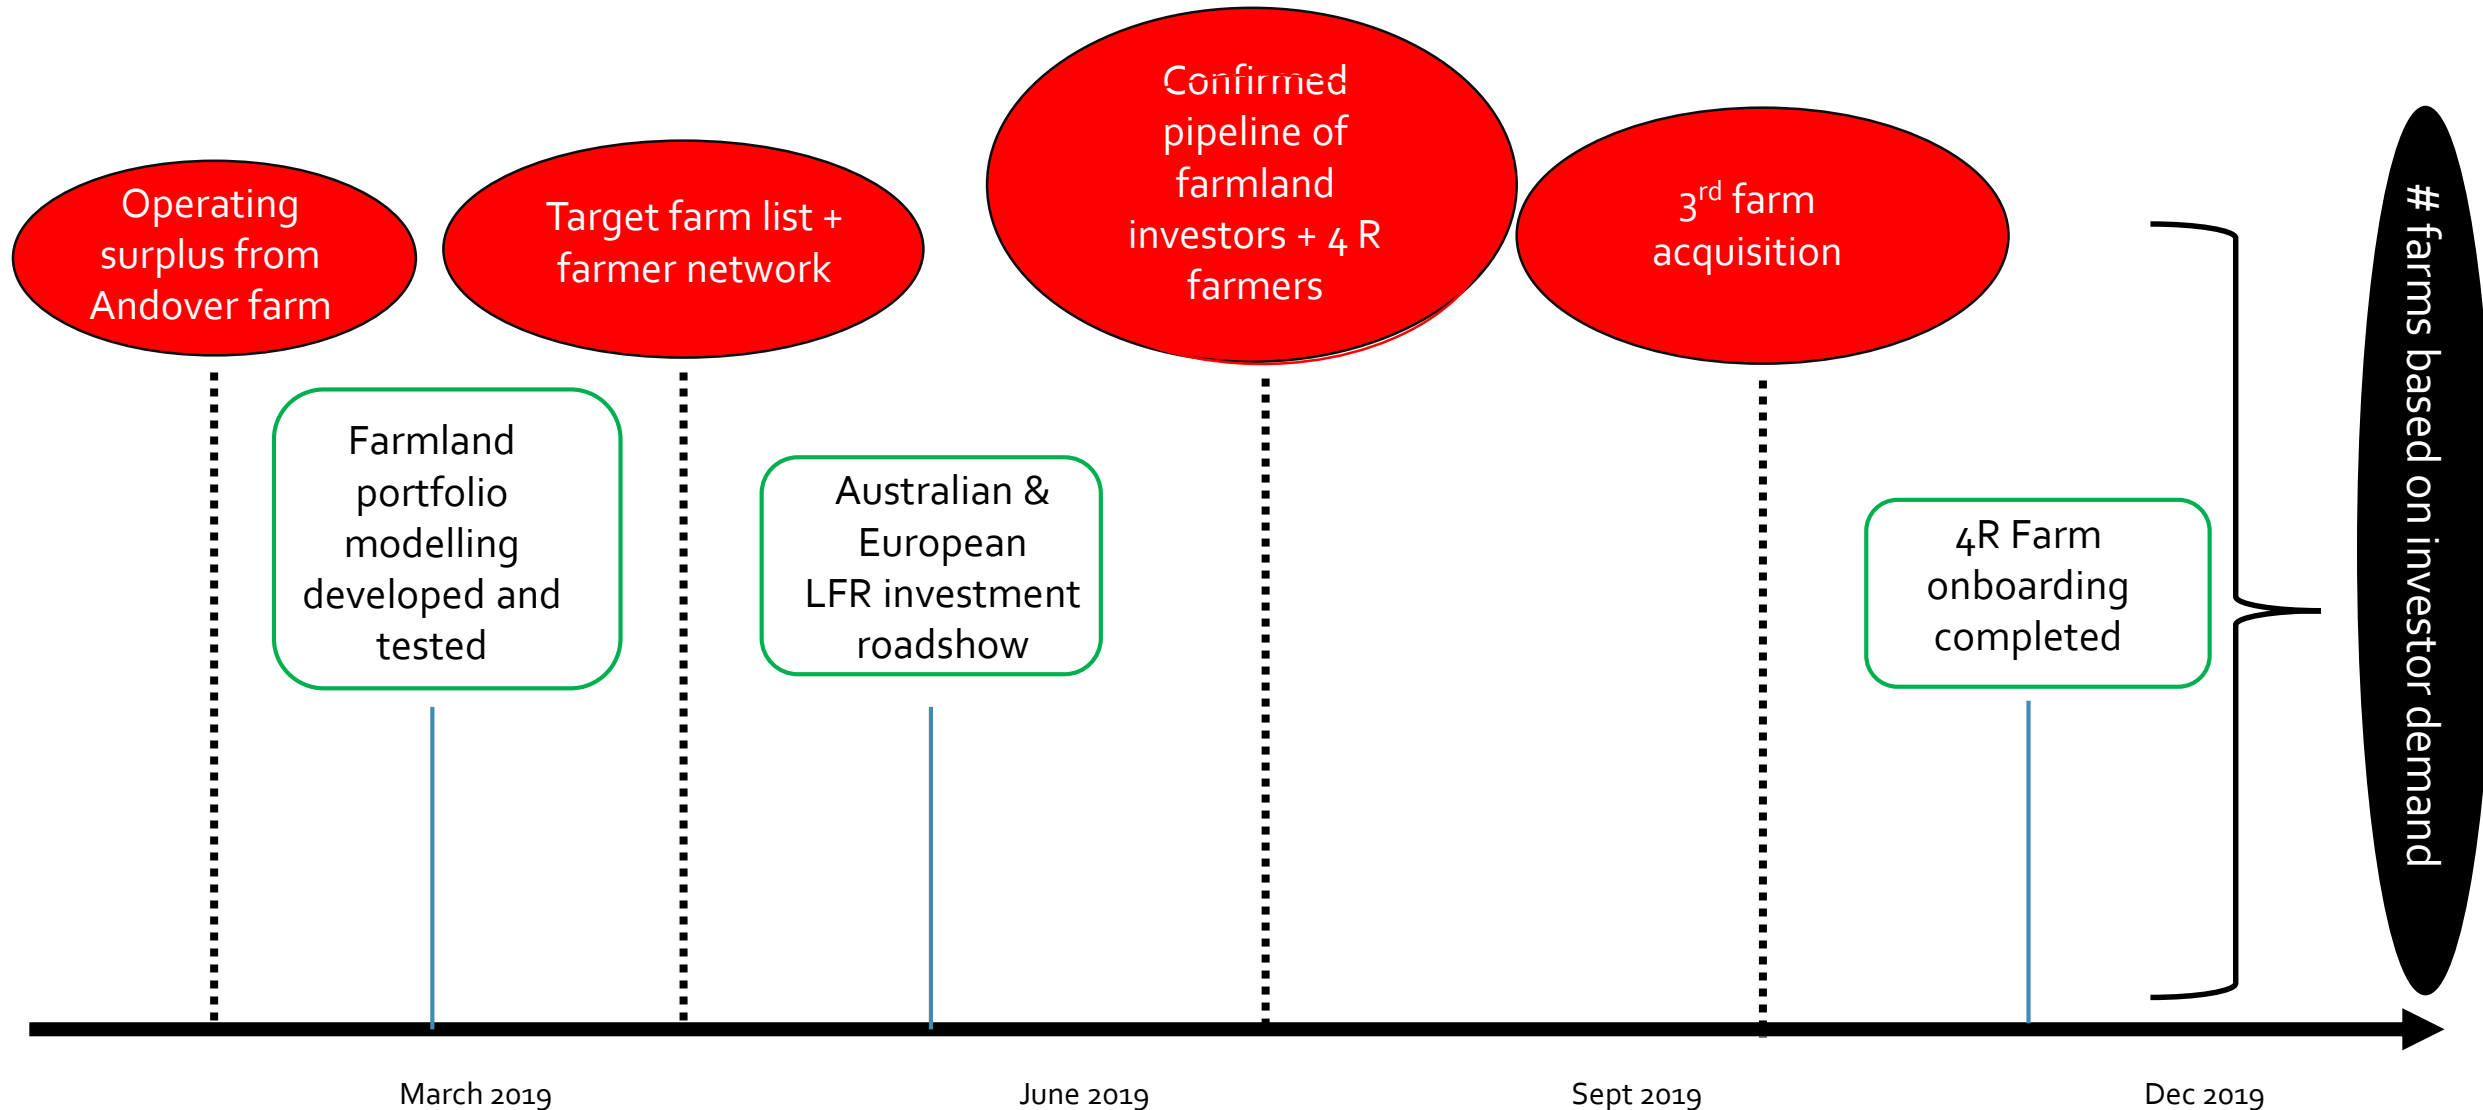 Operating
surplus from
Andover farm
Target farm list +
farmer network
Confirmed
pipeline of
farmland
investors + 4 R
farmers
3rd farm
acquisition
# farms based on investor demand
Farmland
portfolio
modelling
developed and
tested
Australian &
European
LFR investment
roadshow
4R Farm
onboarding
completed
March 2019
June 2019
Sept 2019
Dec 2019